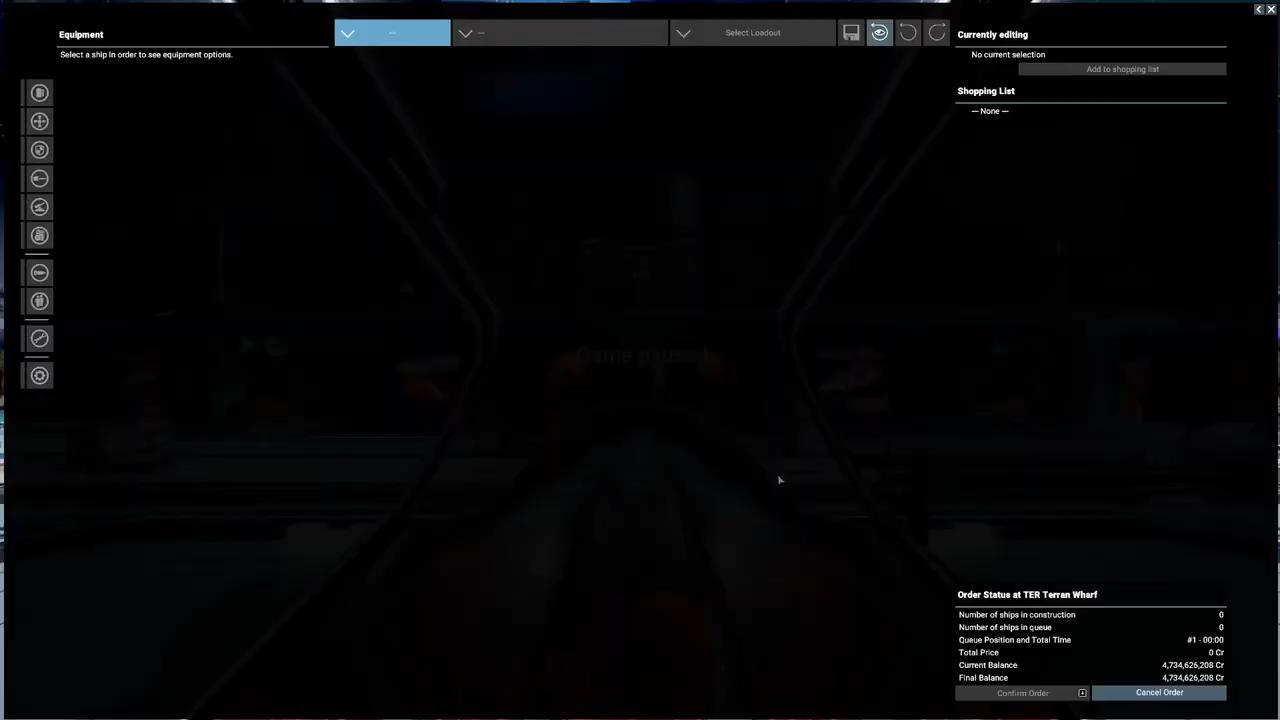 Equipment
Select a ship in order to see equipment options.
--
--
Select Loadout
Currently editing
No current selection
Add to shopping list
Shopping List
— None —
Game paused
Order Status at TER Terran Wharf
Number of ships in construction 0
Number of ships in queue 0
Queue Position and Total Time #1 - 00:00
Total Price 0 Cr
Current Balance 4,734,626,208 Cr
Final Balance 4,734,626,208 Cr
Confirm Order
Cancel Order